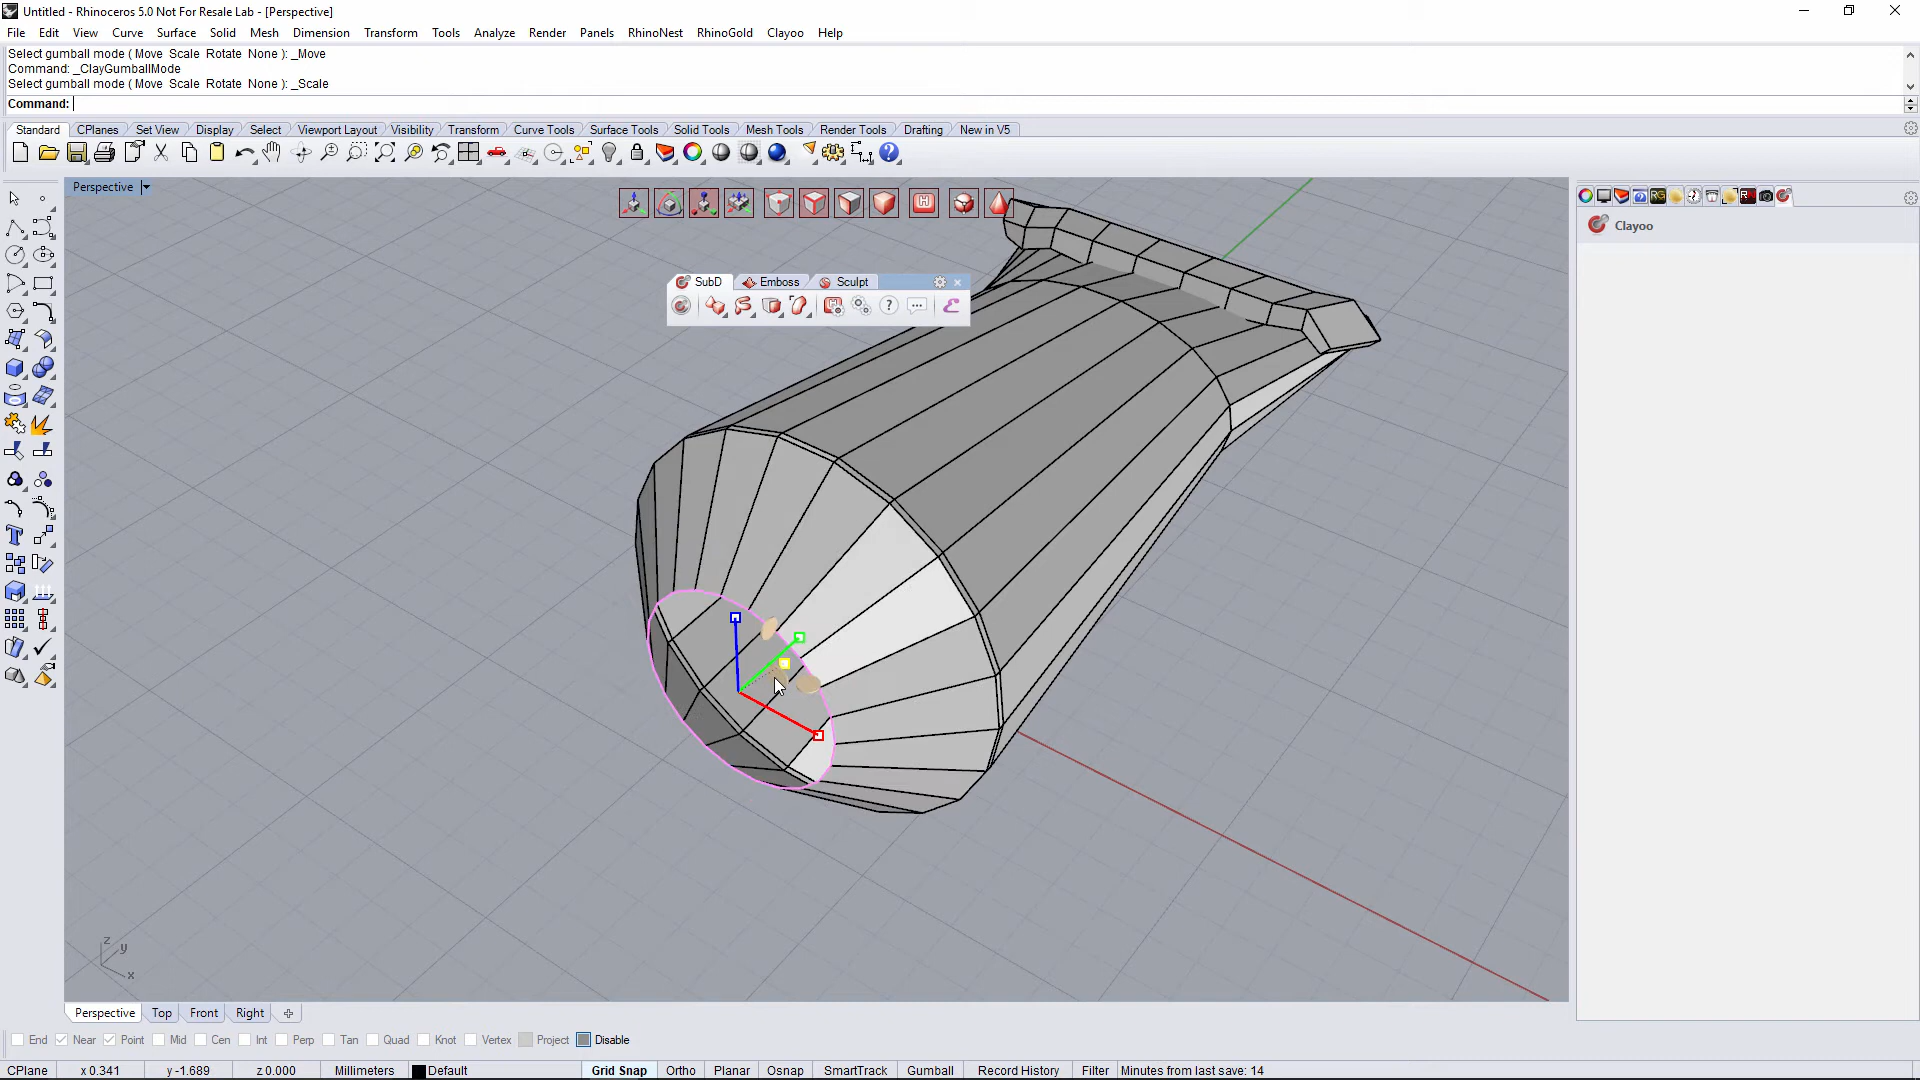 Untitled - Rhinoceros 5.0 Not For Resale Lab - [Perspective]
File Edit View Curve Surface Solid Mesh Dimension Transform Tools Analyze Render Panels RhinoNest RhinoGold Clayoo Help
Select gumball mode ( Move Scale Rotate None ): _Move
Command: _ClayGumballMode
Select gumball mode ( Move Scale Rotate None ): _Scale
Command:
Standard CPlanes Set View Display Select Viewport Layout Visibility Transform Curve Tools Surface Tools Solid Tools Mesh Tools Render Tools Drafting New in V5
Perspective
Clayoo
SubD Emboss Sculpt
z
y
x
Perspective Top Front Right
End Near Point Mid Cen Int Perp Tan Quad Knot Vertex Project Disable
CPlane x 0.341 y -1.689 z 0.000 Millimeters Default Grid Snap Ortho Planar Osnap SmartTrack Gumball Record History Filter Minutes from last save: 14